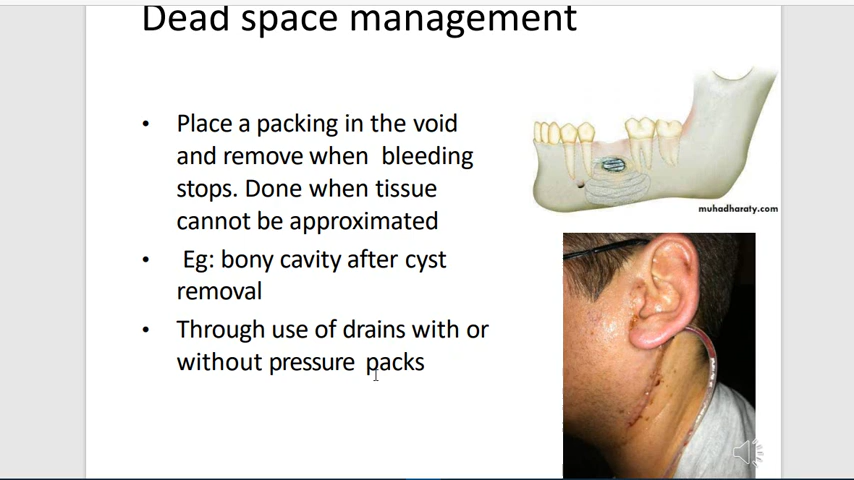 Dead space management
• Place a packing in the void
and remove when bleeding
stops. Done when tissue
cannot be approximated
• Eg: bony cavity after cyst
removal
• Through use of drains with or
without pressure packs
muhadharaty.com